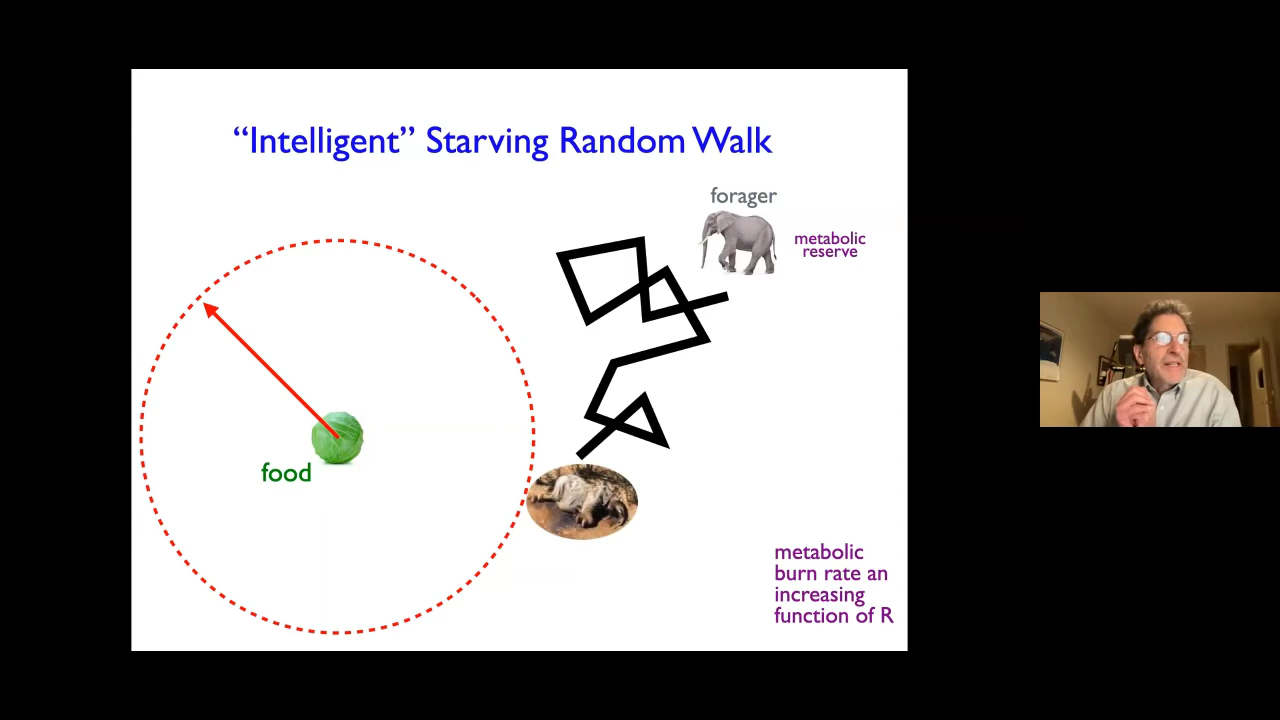 “Intelligent” Starving Random Walk
forager
metabolic
reserve
food
metabolic
burn rate an
increasing
function of R